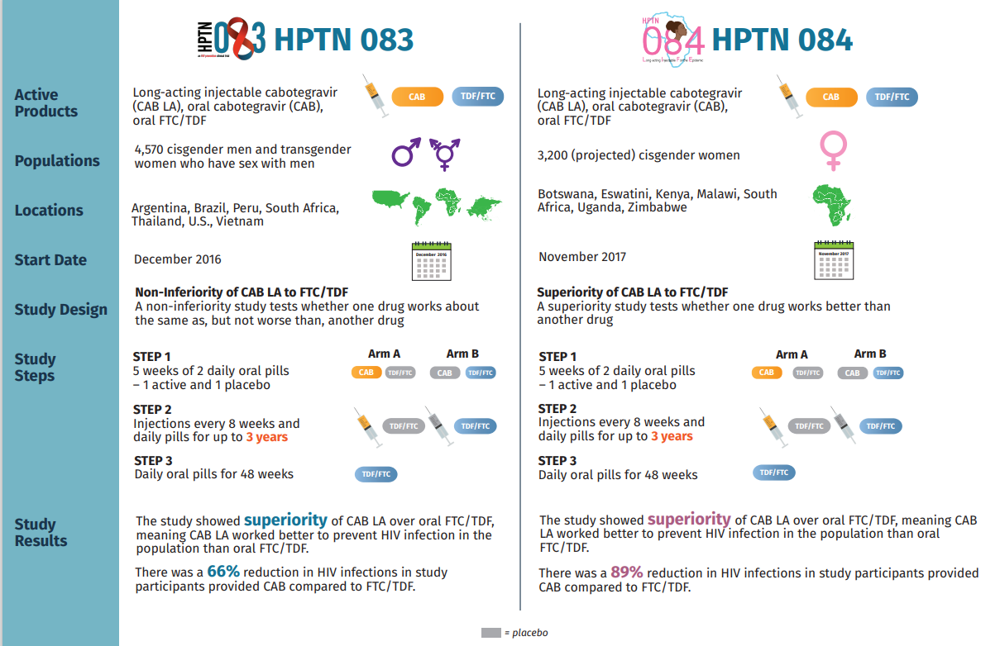 HPTN 083
HPTN
083
an HIV prevention clinical trial
HPTN 084
HPTN
084
Long-acting Injectable For the Epidemic
Active
Products
Long-acting injectable cabotegravir
(CAB LA), oral cabotegravir (CAB),
oral FTC/TDF
CAB
TDF/FTC
Long-acting injectable cabotegravir
(CAB LA), oral cabotegravir (CAB),
oral FTC/TDF
CAB
TDF/FTC
Populations
4,570 cisgender men and transgender
women who have sex with men
3,200 (projected) cisgender women
Locations
Argentina, Brazil, Peru, South Africa,
Thailand, U.S., Vietnam
Botswana, Eswatini, Kenya, Malawi, South
Africa, Uganda, Zimbabwe
Start Date
December 2016
December 2016
November 2017
November 2017
Study Design
Non-Inferiority of CAB LA to FTC/TDF
A non-inferiority study tests whether one drug works about
the same as, but not worse than, another drug
Superiority of CAB LA to FTC/TDF
A superiority study tests whether one drug works better than
another drug
Study
Steps
STEP 1
5 weeks of 2 daily oral pills
– 1 active and 1 placebo
Arm A
Arm B
CAB
TDF/FTC
CAB
TDF/FTC
STEP 2
Injections every 8 weeks and
daily pills for up to 3 years
TDF/FTC
TDF/FTC
STEP 3
Daily oral pills for 48 weeks
TDF/FTC
STEP 1
5 weeks of 2 daily oral pills
– 1 active and 1 placebo
Arm A
Arm B
CAB
TDF/FTC
CAB
TDF/FTC
STEP 2
Injections every 8 weeks and
daily pills for up to 3 years
TDF/FTC
TDF/FTC
STEP 3
Daily oral pills for 48 weeks
TDF/FTC
Study
Results
The study showed superiority of CAB LA over oral FTC/TDF,
meaning CAB LA worked better to prevent HIV infection in the
population than oral FTC/TDF.
There was a 66% reduction in HIV infections in study
participants provided CAB compared to FTC/TDF.
The study showed superiority of CAB LA over oral FTC/TDF, meaning CAB
LA worked better to prevent HIV infection in the population than oral
FTC/TDF.
There was a 89% reduction in HIV infections in study participants provided
CAB compared to FTC/TDF.
= placebo